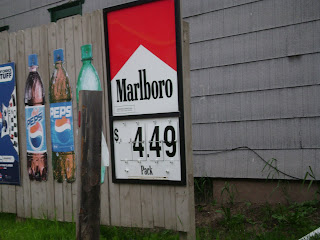 TUFF
PEPSI
PEPSI
Marlboro
$ 4.49
Pack